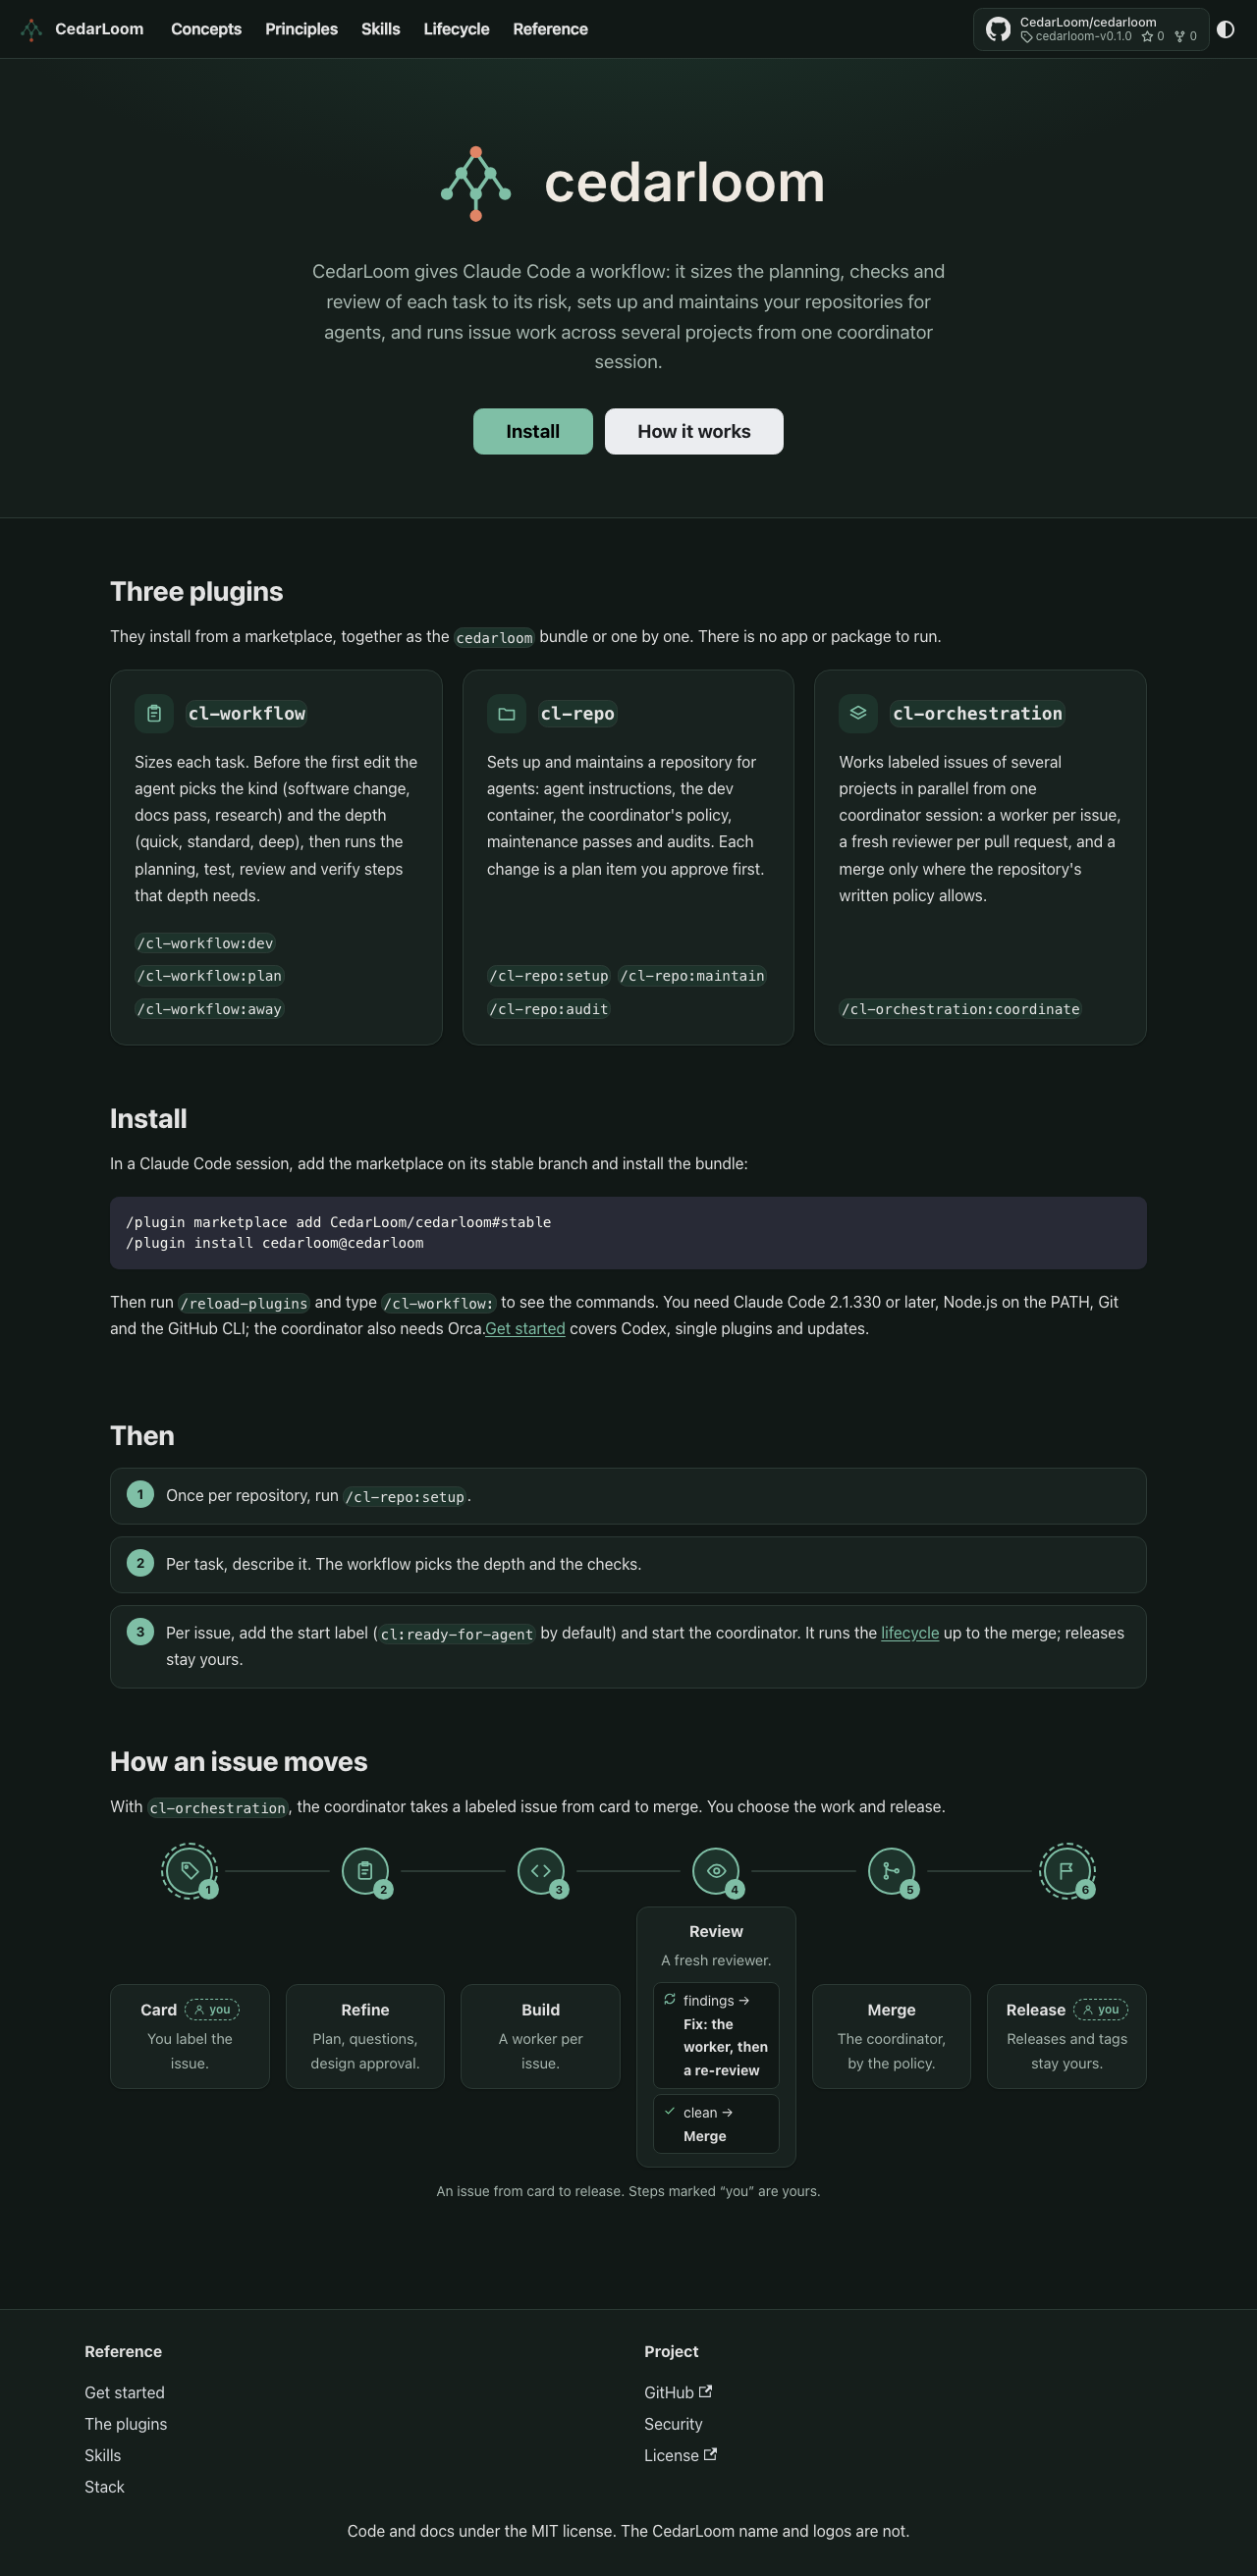 CedarLoom Concepts Principles Skills Lifecycle Reference
CedarLoom/cedarloom
cedarloom-v0.1.0 0 0
cedarloom
CedarLoom gives Claude Code a workflow: it sizes the planning, checks and
review of each task to its risk, sets up and maintains your repositories for
agents, and runs issue work across several projects from one coordinator
session.
Install How it works
Three plugins
They install from a marketplace, together as the cedarloom bundle or one by one. There is no app or package to run.
cl-workflow
Sizes each task. Before the first edit the
agent picks the kind (software change,
docs pass, research) and the depth
(quick, standard, deep), then runs the
planning, test, review and verify steps
that depth needs.
/cl-workflow:dev
/cl-workflow:plan
/cl-workflow:away
cl-repo
Sets up and maintains a repository for
agents: agent instructions, the dev
container, the coordinator's policy,
maintenance passes and audits. Each
change is a plan item you approve first.
/cl-repo:setup /cl-repo:maintain
/cl-repo:audit
cl-orchestration
Works labeled issues of several
projects in parallel from one
coordinator session: a worker per issue,
a fresh reviewer per pull request, and a
merge only where the repository's
written policy allows.
/cl-orchestration:coordinate
Install
In a Claude Code session, add the marketplace on its stable branch and install the bundle:
/plugin marketplace add CedarLoom/cedarloom#stable
/plugin install cedarloom@cedarloom
Then run /reload-plugins and type /cl-workflow: to see the commands. You need Claude Code 2.1.330 or later, Node.js on the PATH, Git
and the GitHub CLI; the coordinator also needs Orca.Get started covers Codex, single plugins and updates.
Then
1 Once per repository, run /cl-repo:setup.
2 Per task, describe it. The workflow picks the depth and the checks.
3 Per issue, add the start label (cl:ready-for-agent by default) and start the coordinator. It runs the lifecycle up to the merge; releases
stay yours.
How an issue moves
With cl-orchestration, the coordinator takes a labeled issue from card to merge. You choose the work and release.
1 2 3 4 5 6
Card you
You label the
issue.
Refine
Plan, questions,
design approval.
Build
A worker per
issue.
Review
A fresh reviewer.
findings →
Fix: the
worker, then
a re-review
clean →
Merge
Merge
The coordinator,
by the policy.
Release you
Releases and tags
stay yours.
An issue from card to release. Steps marked “you” are yours.
Reference
Get started
The plugins
Skills
Stack
Project
GitHub
Security
License
Code and docs under the MIT license. The CedarLoom name and logos are not.